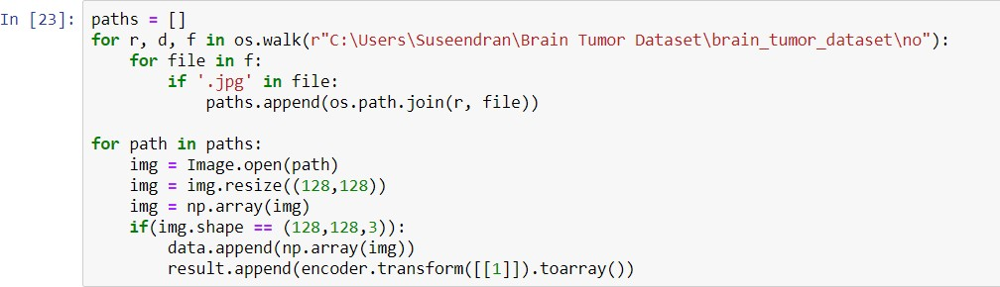 In [23]: paths = []
for r, d, f in os.walk(r"C:\Users\Suseendran\Brain Tumor Dataset\brain_tumor_dataset\no"):
    for file in f:
        if '.jpg' in file:
            paths.append(os.path.join(r, file))

for path in paths:
    img = Image.open(path)
    img = img.resize((128,128))
    img = np.array(img)
    if(img.shape == (128,128,3)):
        data.append(np.array(img))
        result.append(encoder.transform([[1]]).toarray())